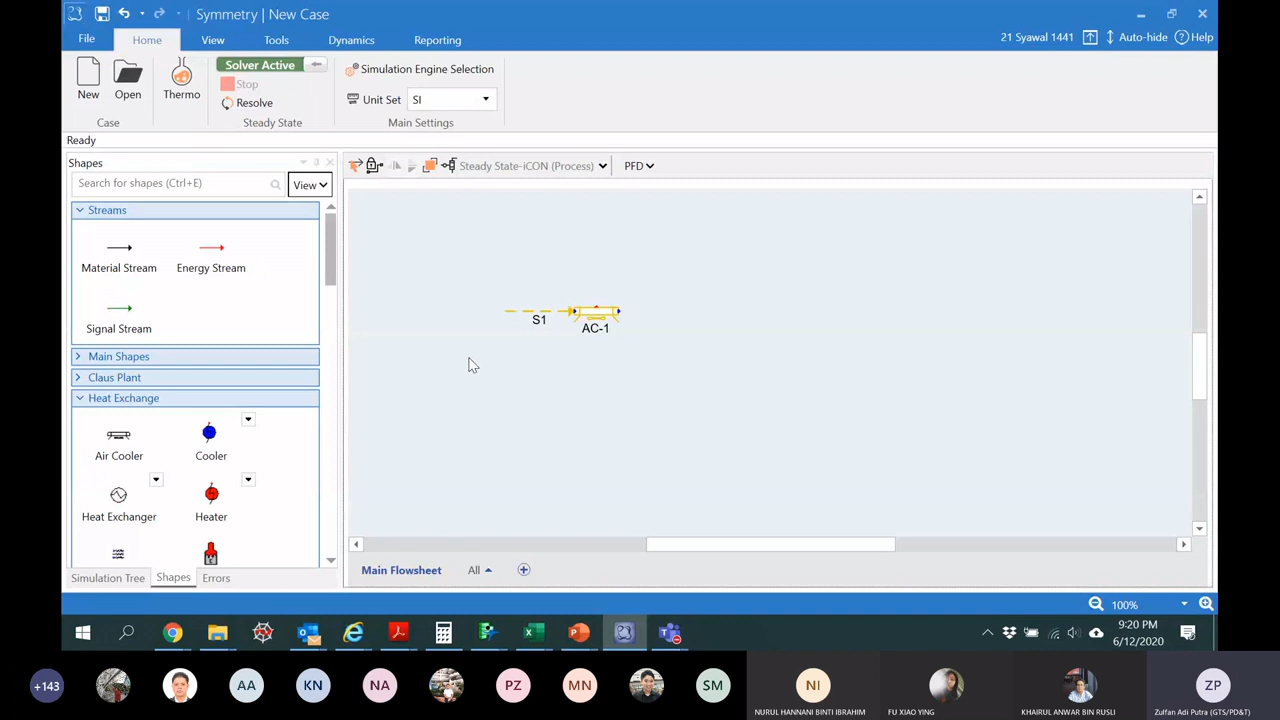 Symmetry | New Case
File
Home
View
Tools
Dynamics
Reporting
21 Syawal 1441
Auto-hide
Help
New
Open
Thermo
Solver Active
Stop
Resolve
Simulation Engine Selection
Unit Set
SI
Case
Steady State
Main Settings
Ready
Shapes
Search for shapes (Ctrl+E)
View
Steady State-iCON (Process)
PFD
Streams
Material Stream
Energy Stream
Signal Stream
Main Shapes
Claus Plant
Heat Exchange
Air Cooler
Cooler
Heat Exchanger
Heater
S1
AC-1
Simulation Tree
Shapes
Errors
Main Flowsheet
All
100%
9:20 PM
6/12/2020
+143
AA
KN
NA
PZ
MN
SM
NI
ZP
NURUL HANNANI BINTI IBRAHIM
FU XIAO YING
KHAIRUL ANWAR BIN RUSLI
Zulfan Adi Putra (GTS/PD&T)